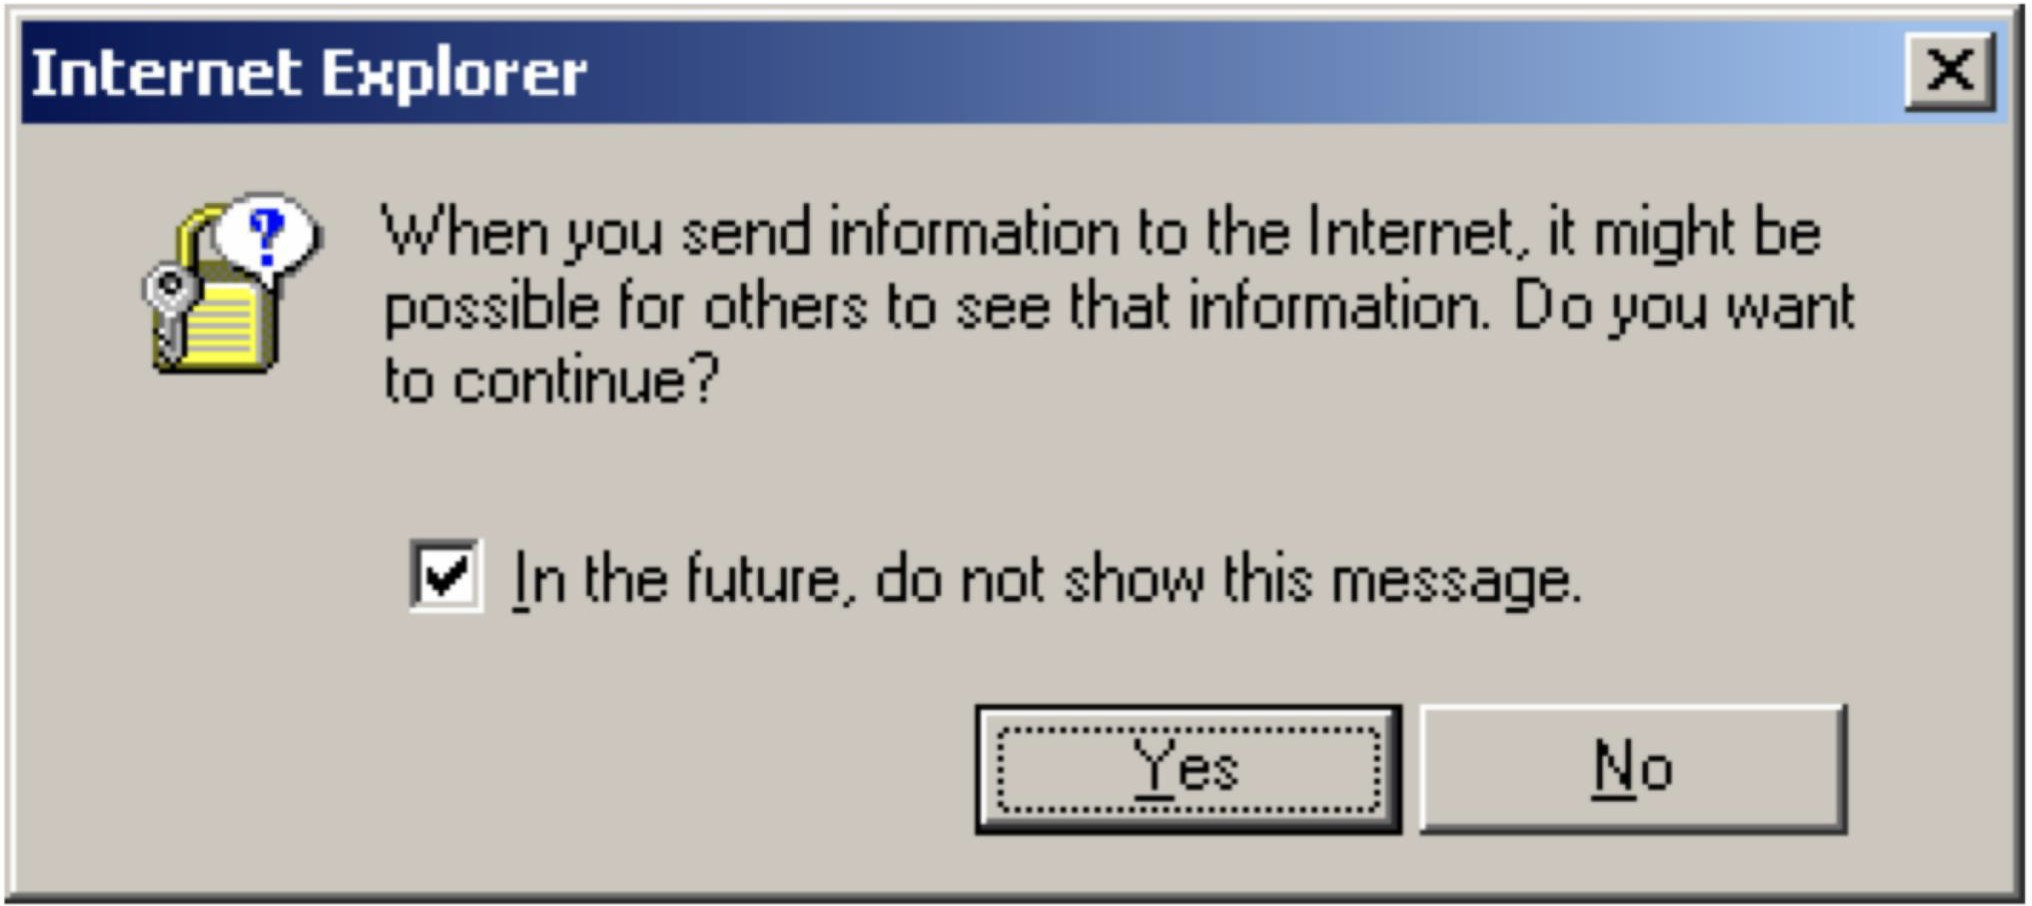 Internet Explorer
When you send information to the Internet, it might be
possible for others to see that information. Do you want
to continue?
In the future, do not show this message.
Yes No